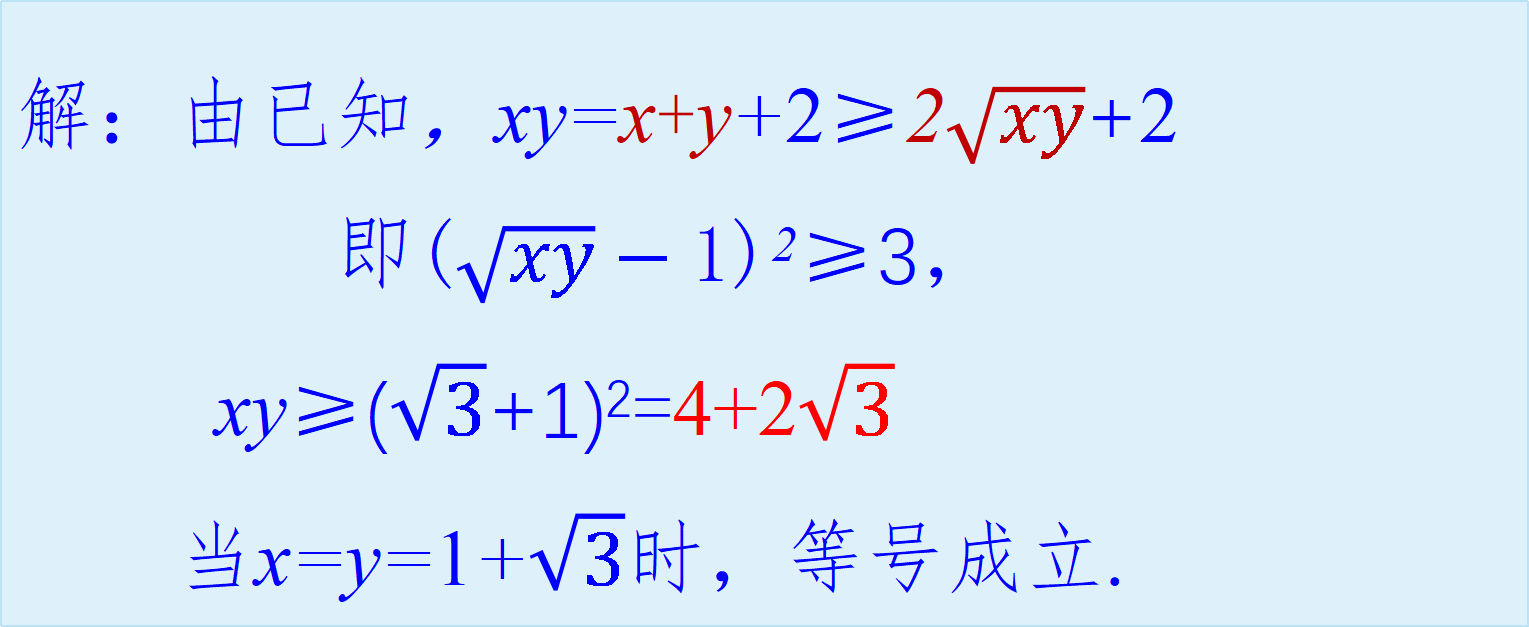 解：由已知，xy=x+y+2≥2√xy+2
即(√xy − 1)²≥3，
xy≥(√3+1)²=4+2√3
当x=y=1+√3时，等号成立.